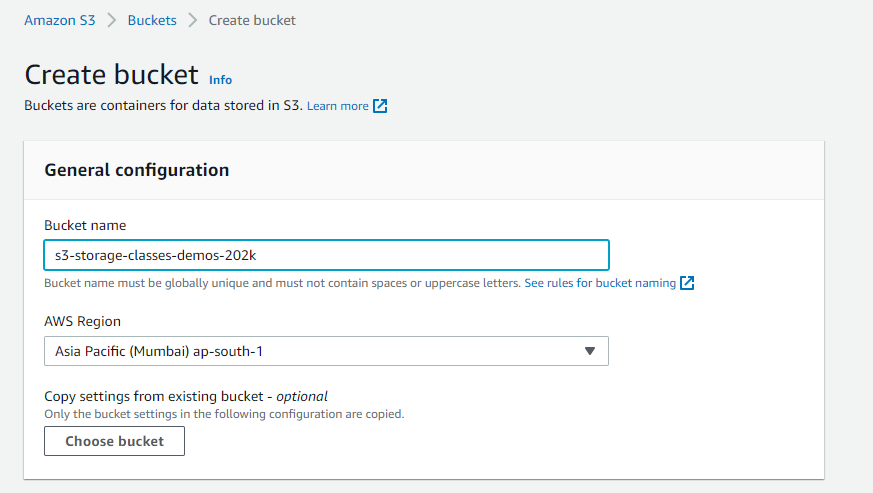 Amazon S3 > Buckets > Create bucket
Create bucket Info
Buckets are containers for data stored in S3. Learn more
General configuration
Bucket name
s3-storage-classes-demos-202k
Bucket name must be globally unique and must not contain spaces or uppercase letters. See rules for bucket naming
AWS Region
Asia Pacific (Mumbai) ap-south-1
Copy settings from existing bucket - optional
Only the bucket settings in the following configuration are copied.
Choose bucket